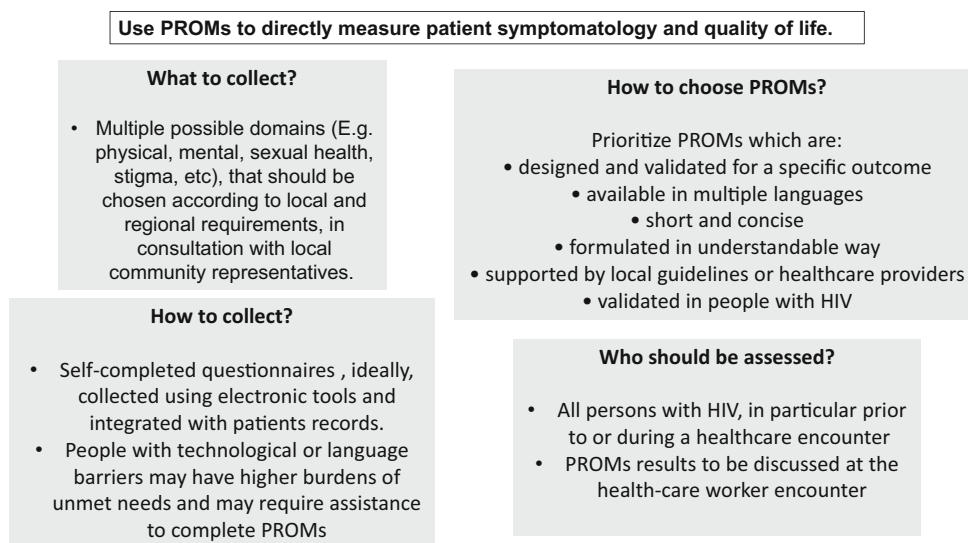 Use PROMs to directly measure patient symptomatology and quality of life.
What to collect?
• Multiple possible domains (E.g.
physical, mental, sexual health,
stigma, etc), that should be
chosen according to local and
regional requirements, in
consultation with local
community representatives.
How to choose PROMs?
Prioritize PROMs which are:
• designed and validated for a specific outcome
• available in multiple languages
• short and concise
• formulated in understandable way
• supported by local guidelines or healthcare providers
• validated in people with HIV
How to collect?
• Self-completed questionnaires , ideally,
collected using electronic tools and
integrated with patients records.
• People with technological or language
barriers may have higher burdens of
unmet needs and may require assistance
to complete PROMs
Who should be assessed?
• All persons with HIV, in particular prior
to or during a healthcare encounter
• PROMs results to be discussed at the
health-care worker encounter